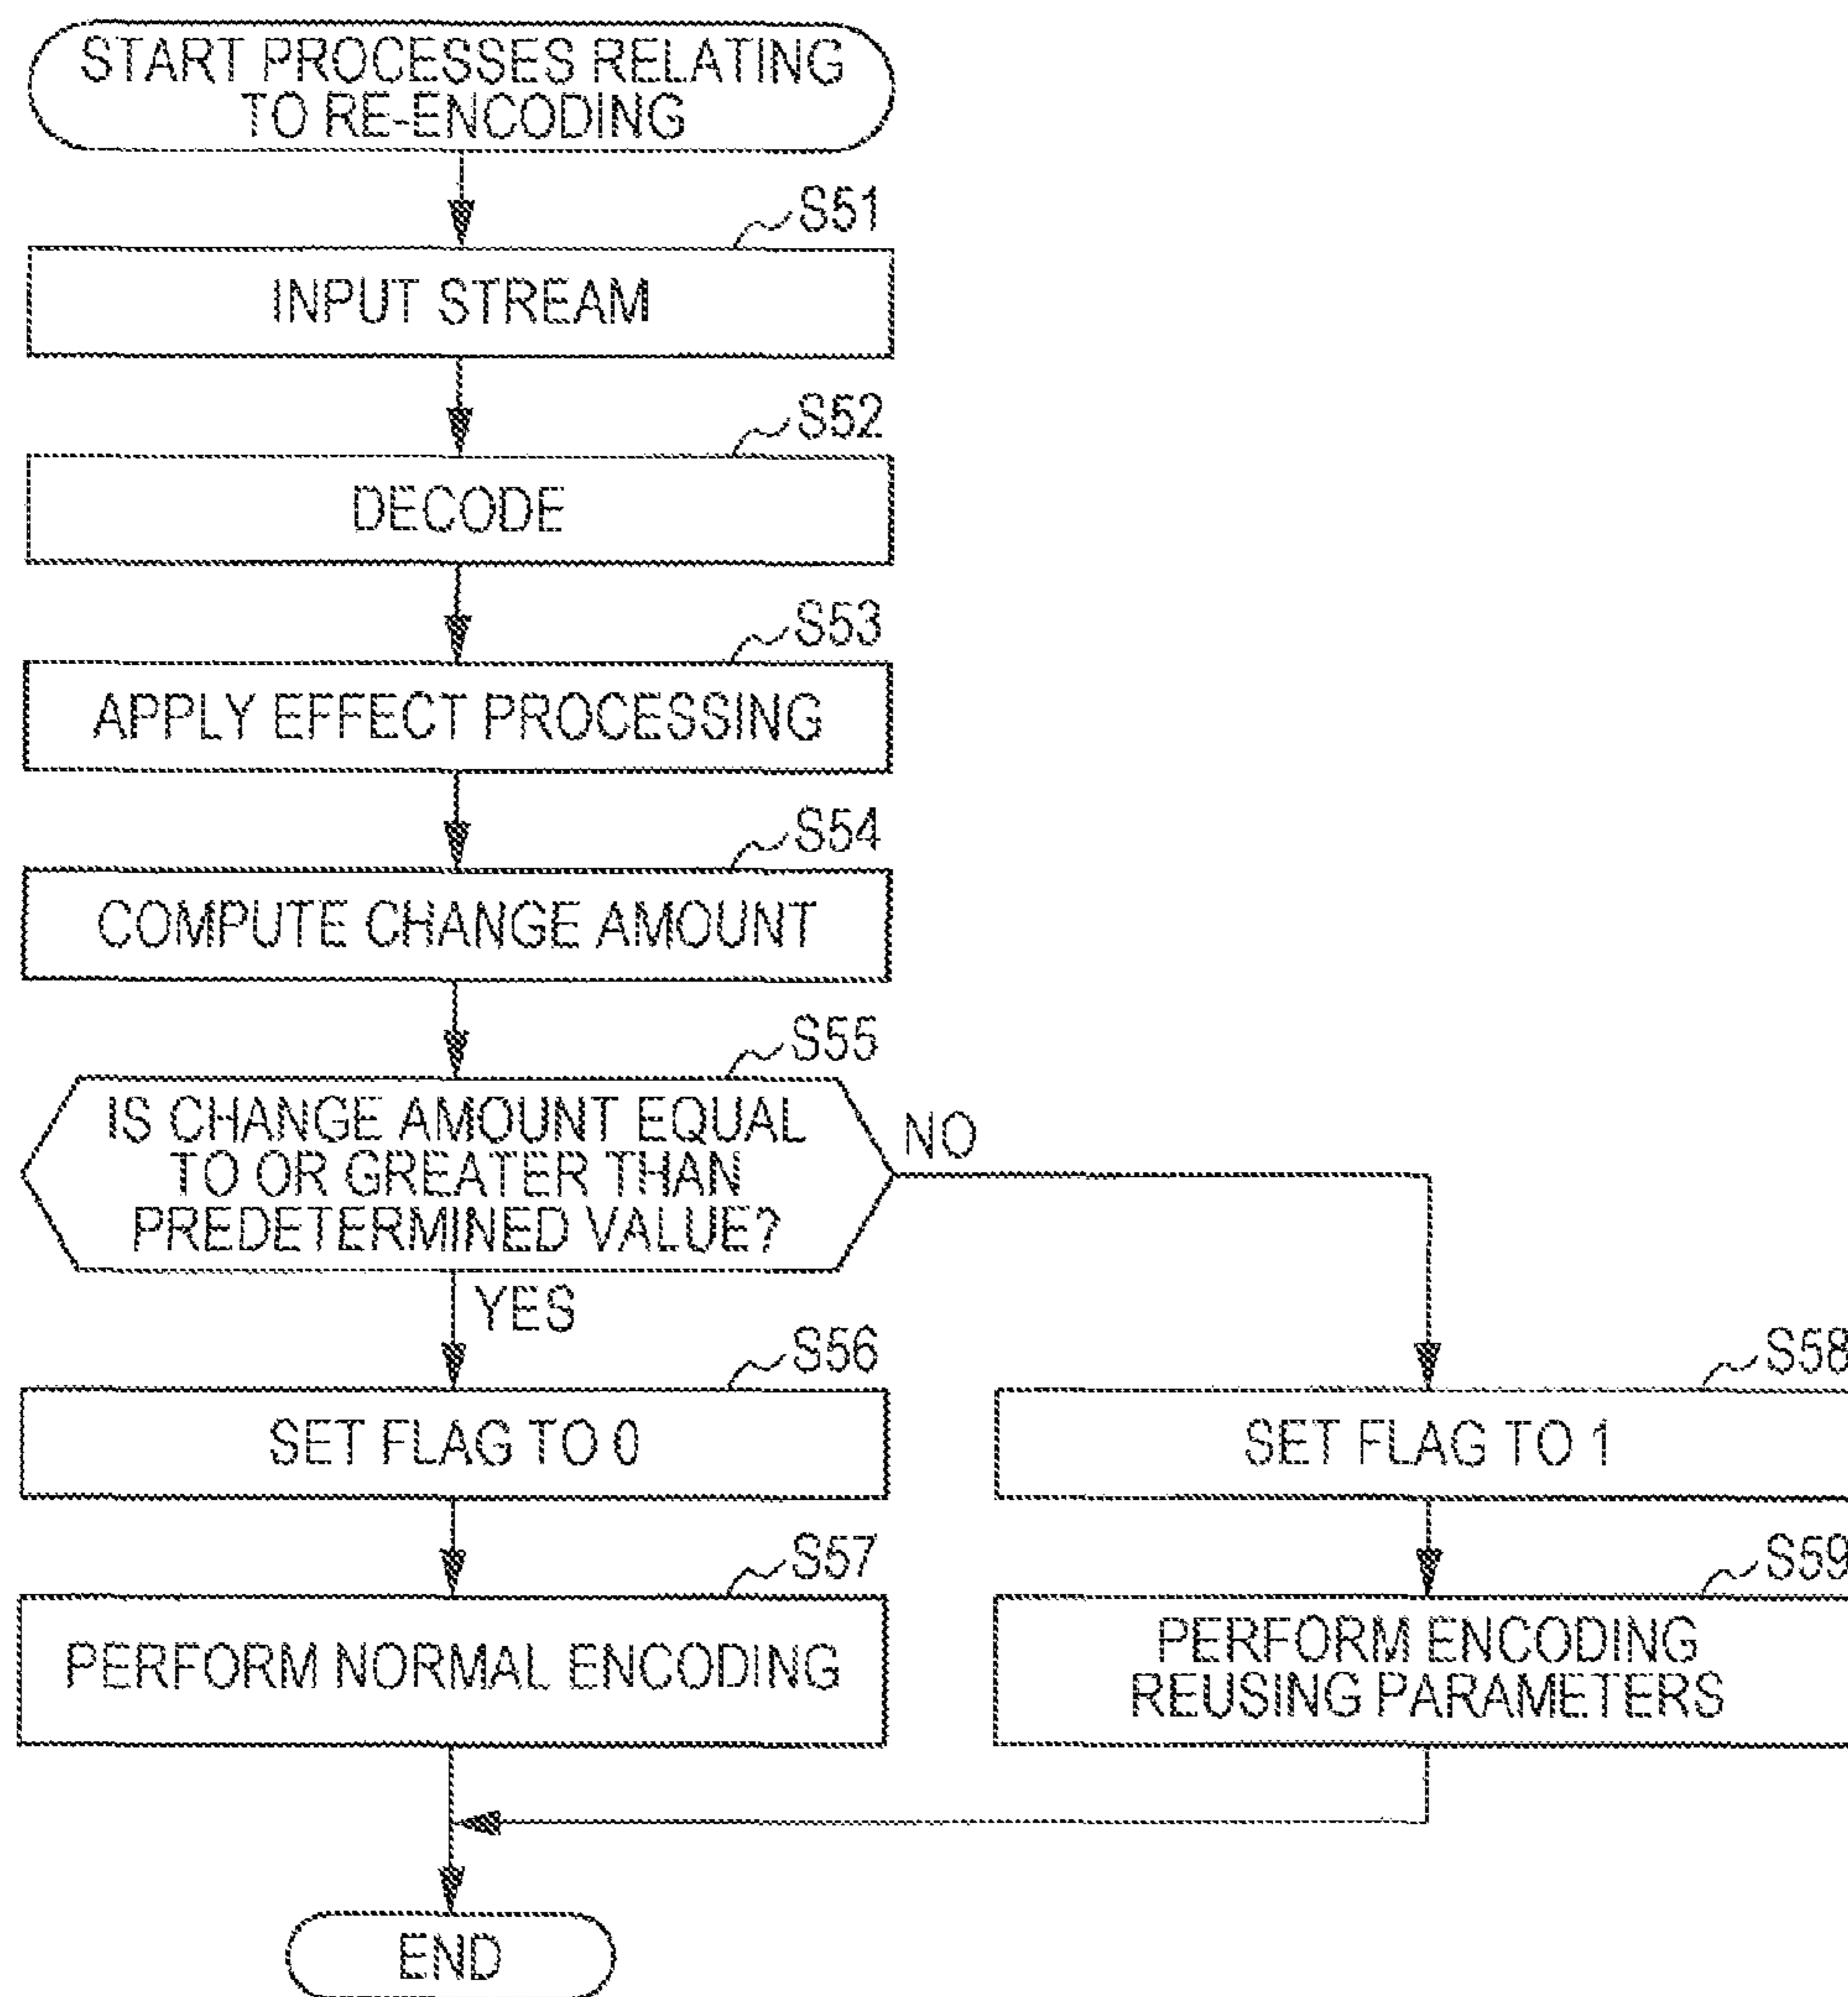 START PROCESSES RELATING
TO RE-ENCODING
S51
INPUT STREAM
S52
DECODE
S53
APPLY EFFECT PROCESSING
S54
COMPUTE CHANGE AMOUNT
S55
IS CHANGE AMOUNT EQUAL
TO OR GREATER THAN
PREDETERMINED VALUE?
NO
YES
S56
SET FLAG TO 0
S57
PERFORM NORMAL ENCODING
S58
SET FLAG TO 1
S59
PERFORM ENCODING
REUSING PARAMETERS
END